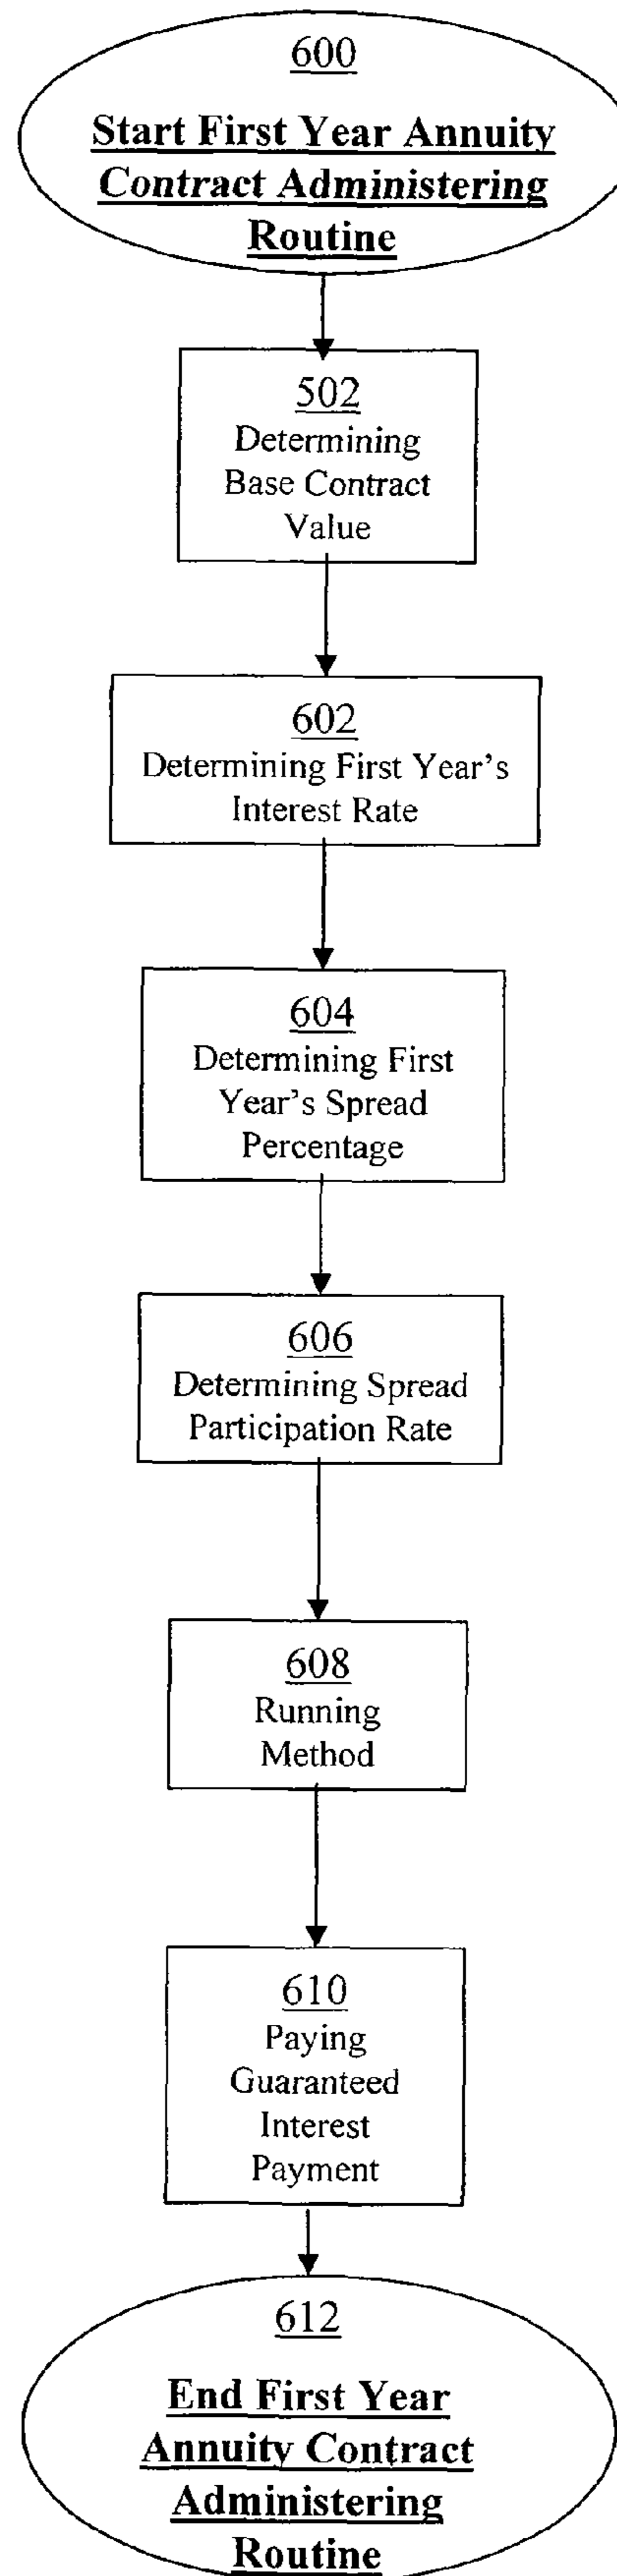 600
Start First Year Annuity
Contract Administering
Routine
502
Determining
Base Contract
Value
602
Determining First Year's
Interest Rate
604
Determining First
Year's Spread
Percentage
606
Determining Spread
Participation Rate
608
Running
Method
610
Paying
Guaranteed
Interest
Payment
612
End First Year
Annuity Contract
Administering
Routine